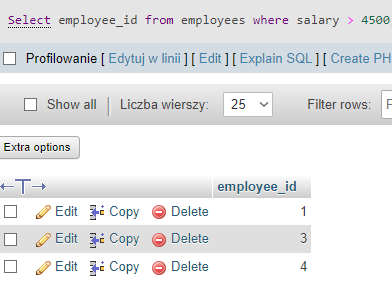 Select employee_id from employees where salary > 4500
Profilowanie [ Edytuj w linii ] [ Edit ] [ Explain SQL ] [ Create PH
Show all | Liczba wierszy: 25 Filter rows: F
Extra options
employee_id
Edit Copy Delete 1
Edit Copy Delete 3
Edit Copy Delete 4